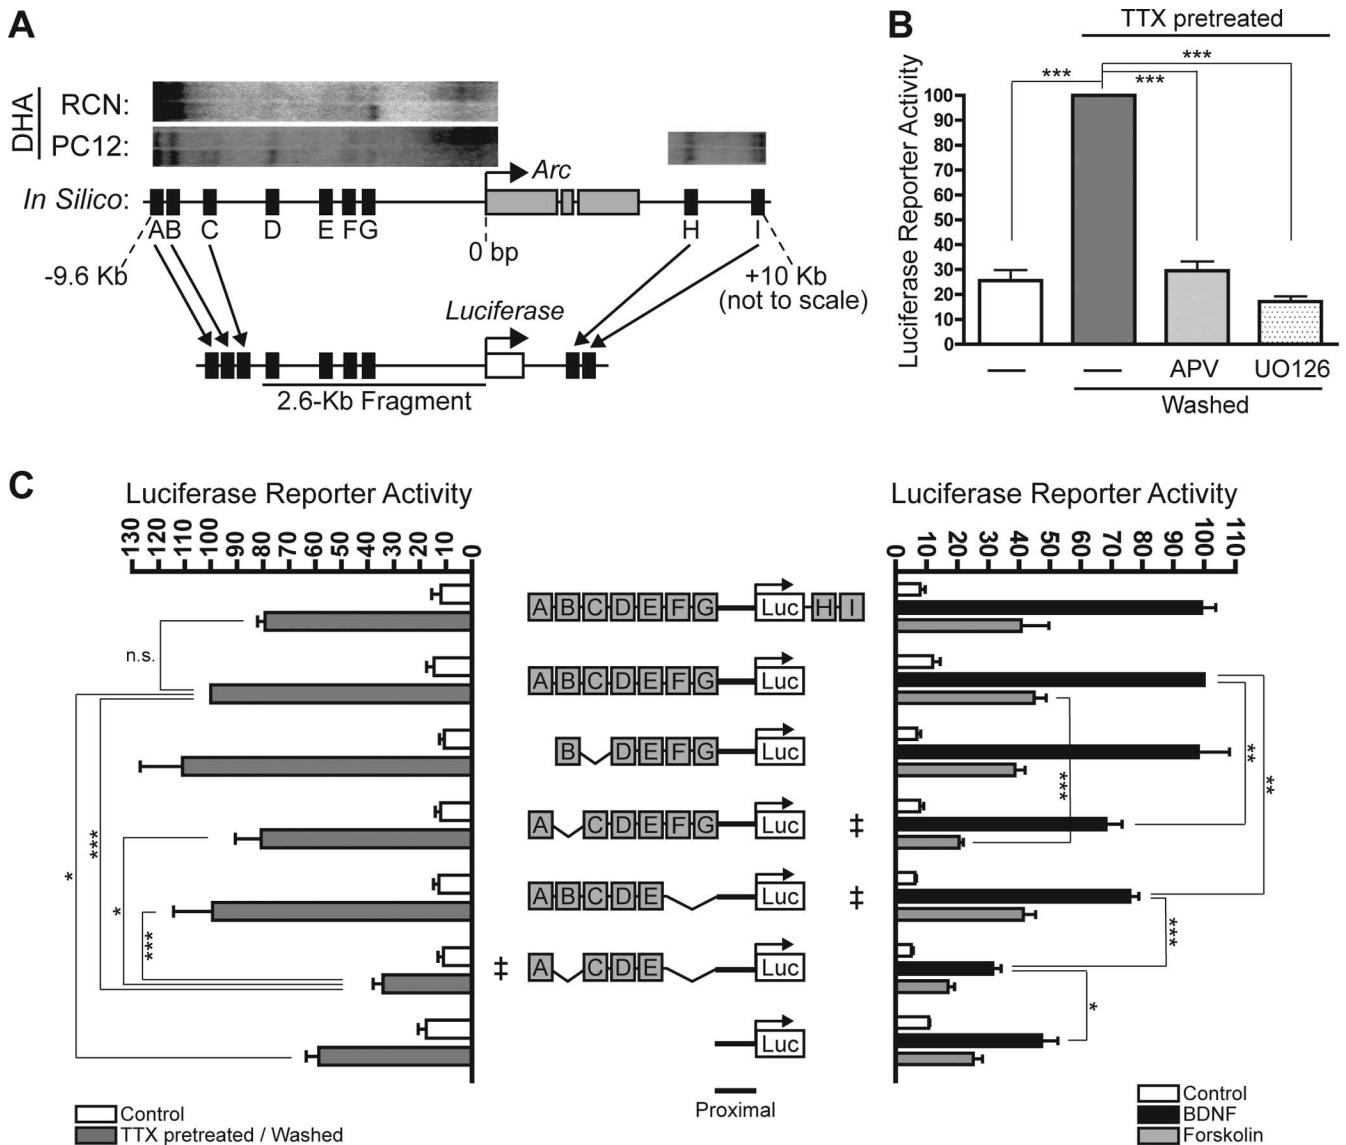 A
DHA
RCN:
PC12:
In Silico:
Arc
A B C D E F G H I
0 bp
-9.6 Kb
+10 Kb
(not to scale)
Luciferase
2.6-Kb Fragment
B
TTX pretreated
***
***
***
Luciferase Reporter Activity
100
90
80
70
60
50
40
30
20
10
0
— — APV UO126
Washed
C
Luciferase Reporter Activity
130 120 110 100 90 80 70 60 50 40 30 20 10 0
n.s.
***
*
*
***
Control
TTX pretreated / Washed
A B C D E F G Luc H I
A B C D E F G Luc
B D E F G Luc
A C D E F G Luc ‡
A B C D E Luc ‡
‡ A C D E Luc
Luc
Proximal
Luciferase Reporter Activity
0 10 20 30 40 50 60 70 80 90 100 110
***
**
**
***
*
Control
BDNF
Forskolin